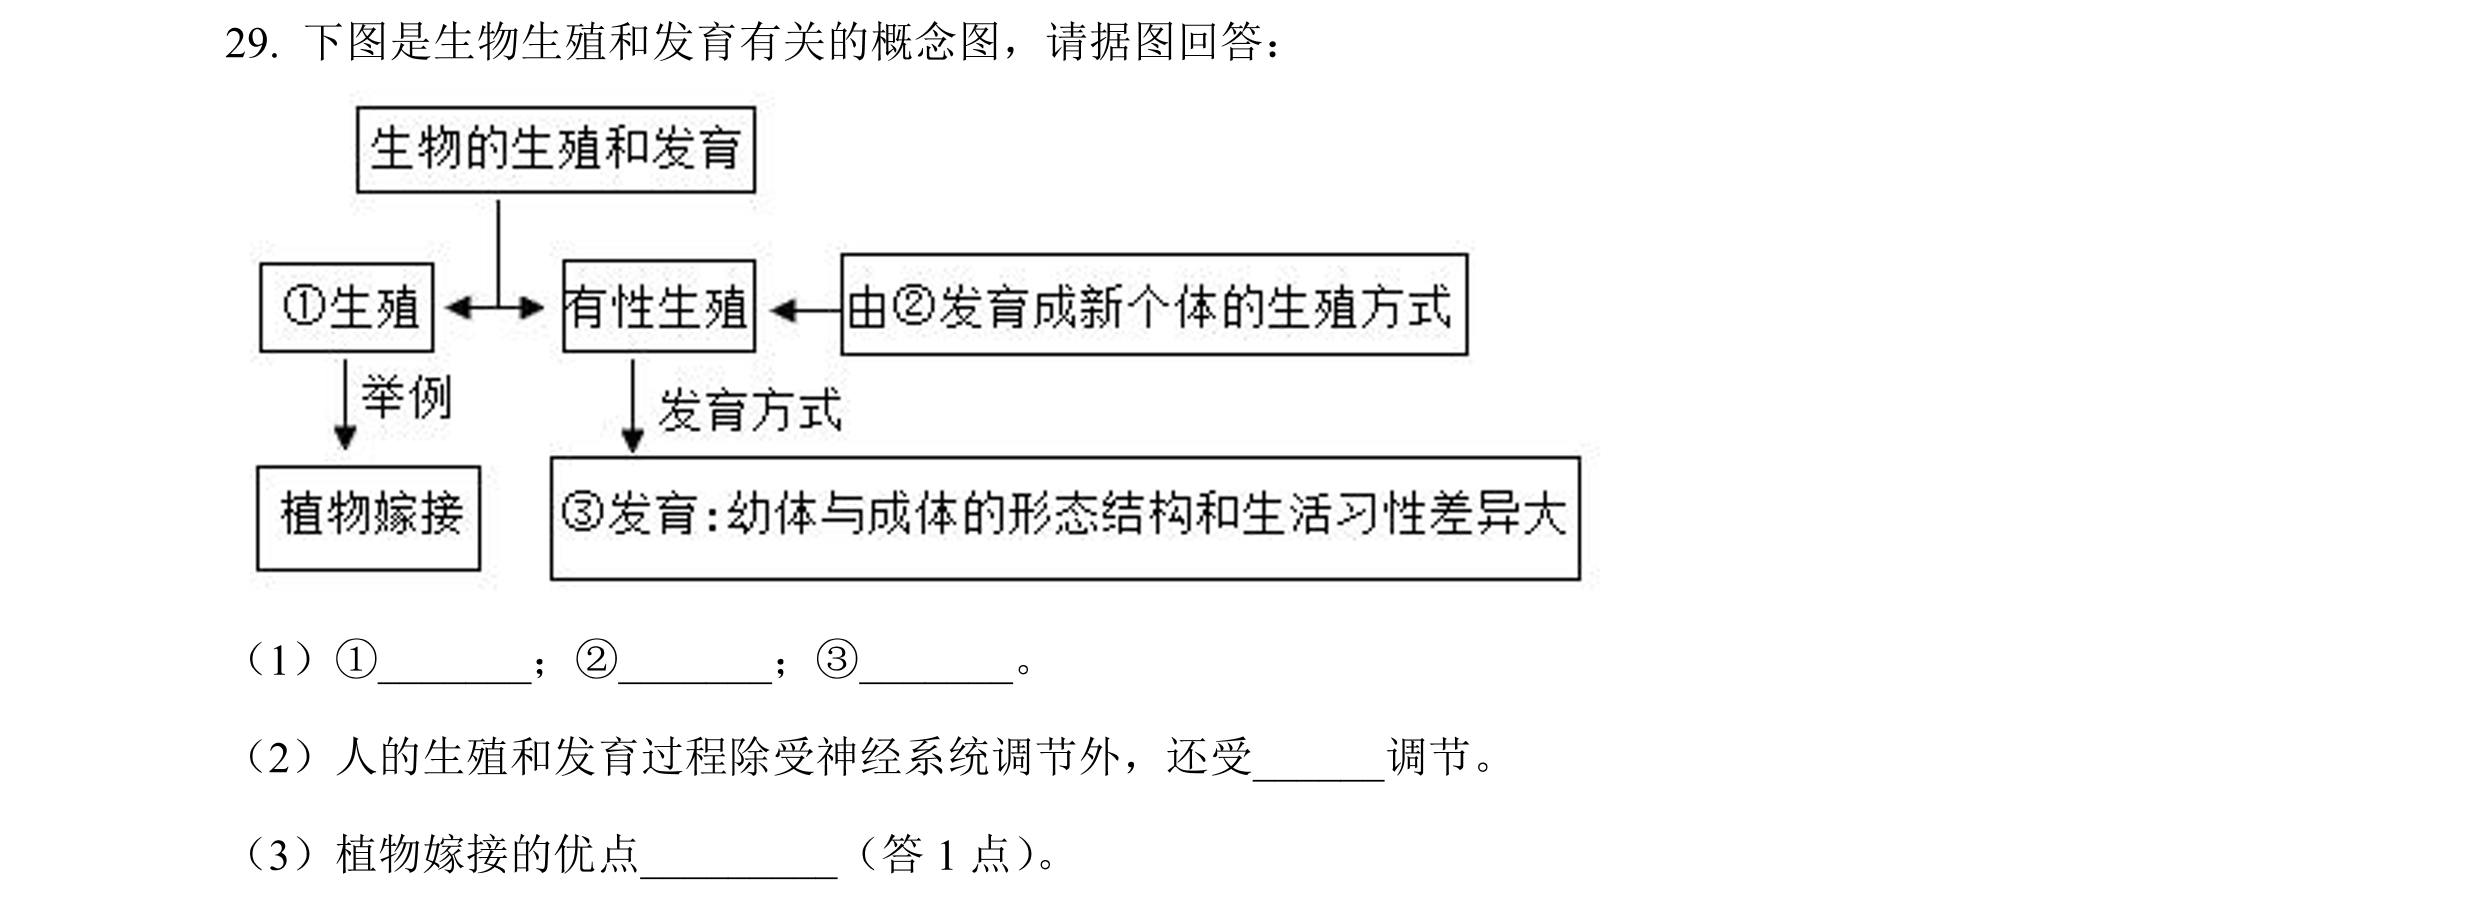 29. 下图是生物生殖和发育有关的概念图，请据图回答：
生物的生殖和发育
①生殖
有性生殖
由②发育成新个体的生殖方式
举例
发育方式
植物嫁接
③发育:幼体与成体的形态结构和生活习性差异大
（1）①_______；②_______；③_______。
（2）人的生殖和发育过程除受神经系统调节外，还受______调节。
（3）植物嫁接的优点_________（答 1 点）。